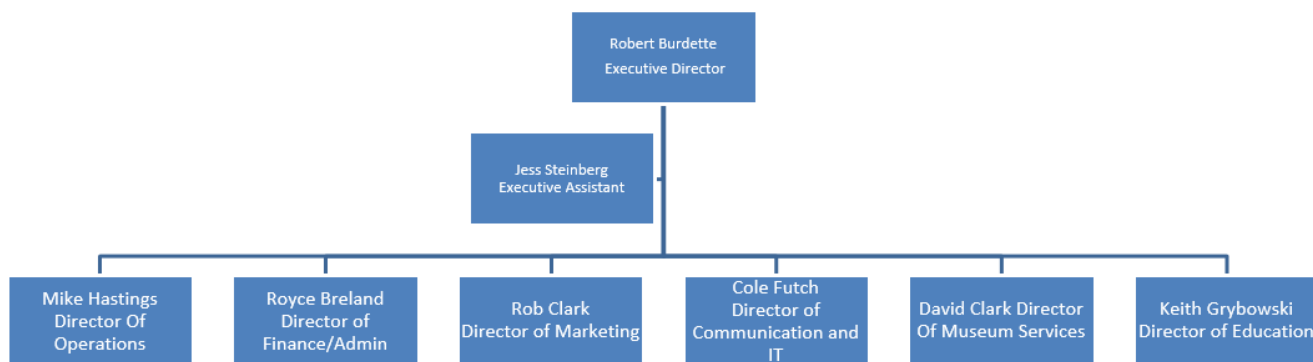 Robert Burdette
Executive Director
Jess Steinberg
Executive Assistant
Mike Hastings
Director Of
Operations
Royce Breland
Director of
Finance/Admin
Rob Clark
Director of Marketing
Cole Futch
Director of
Communication and
IT
David Clark Director
Of Museum Services
Keith Grybowski
Director of Education